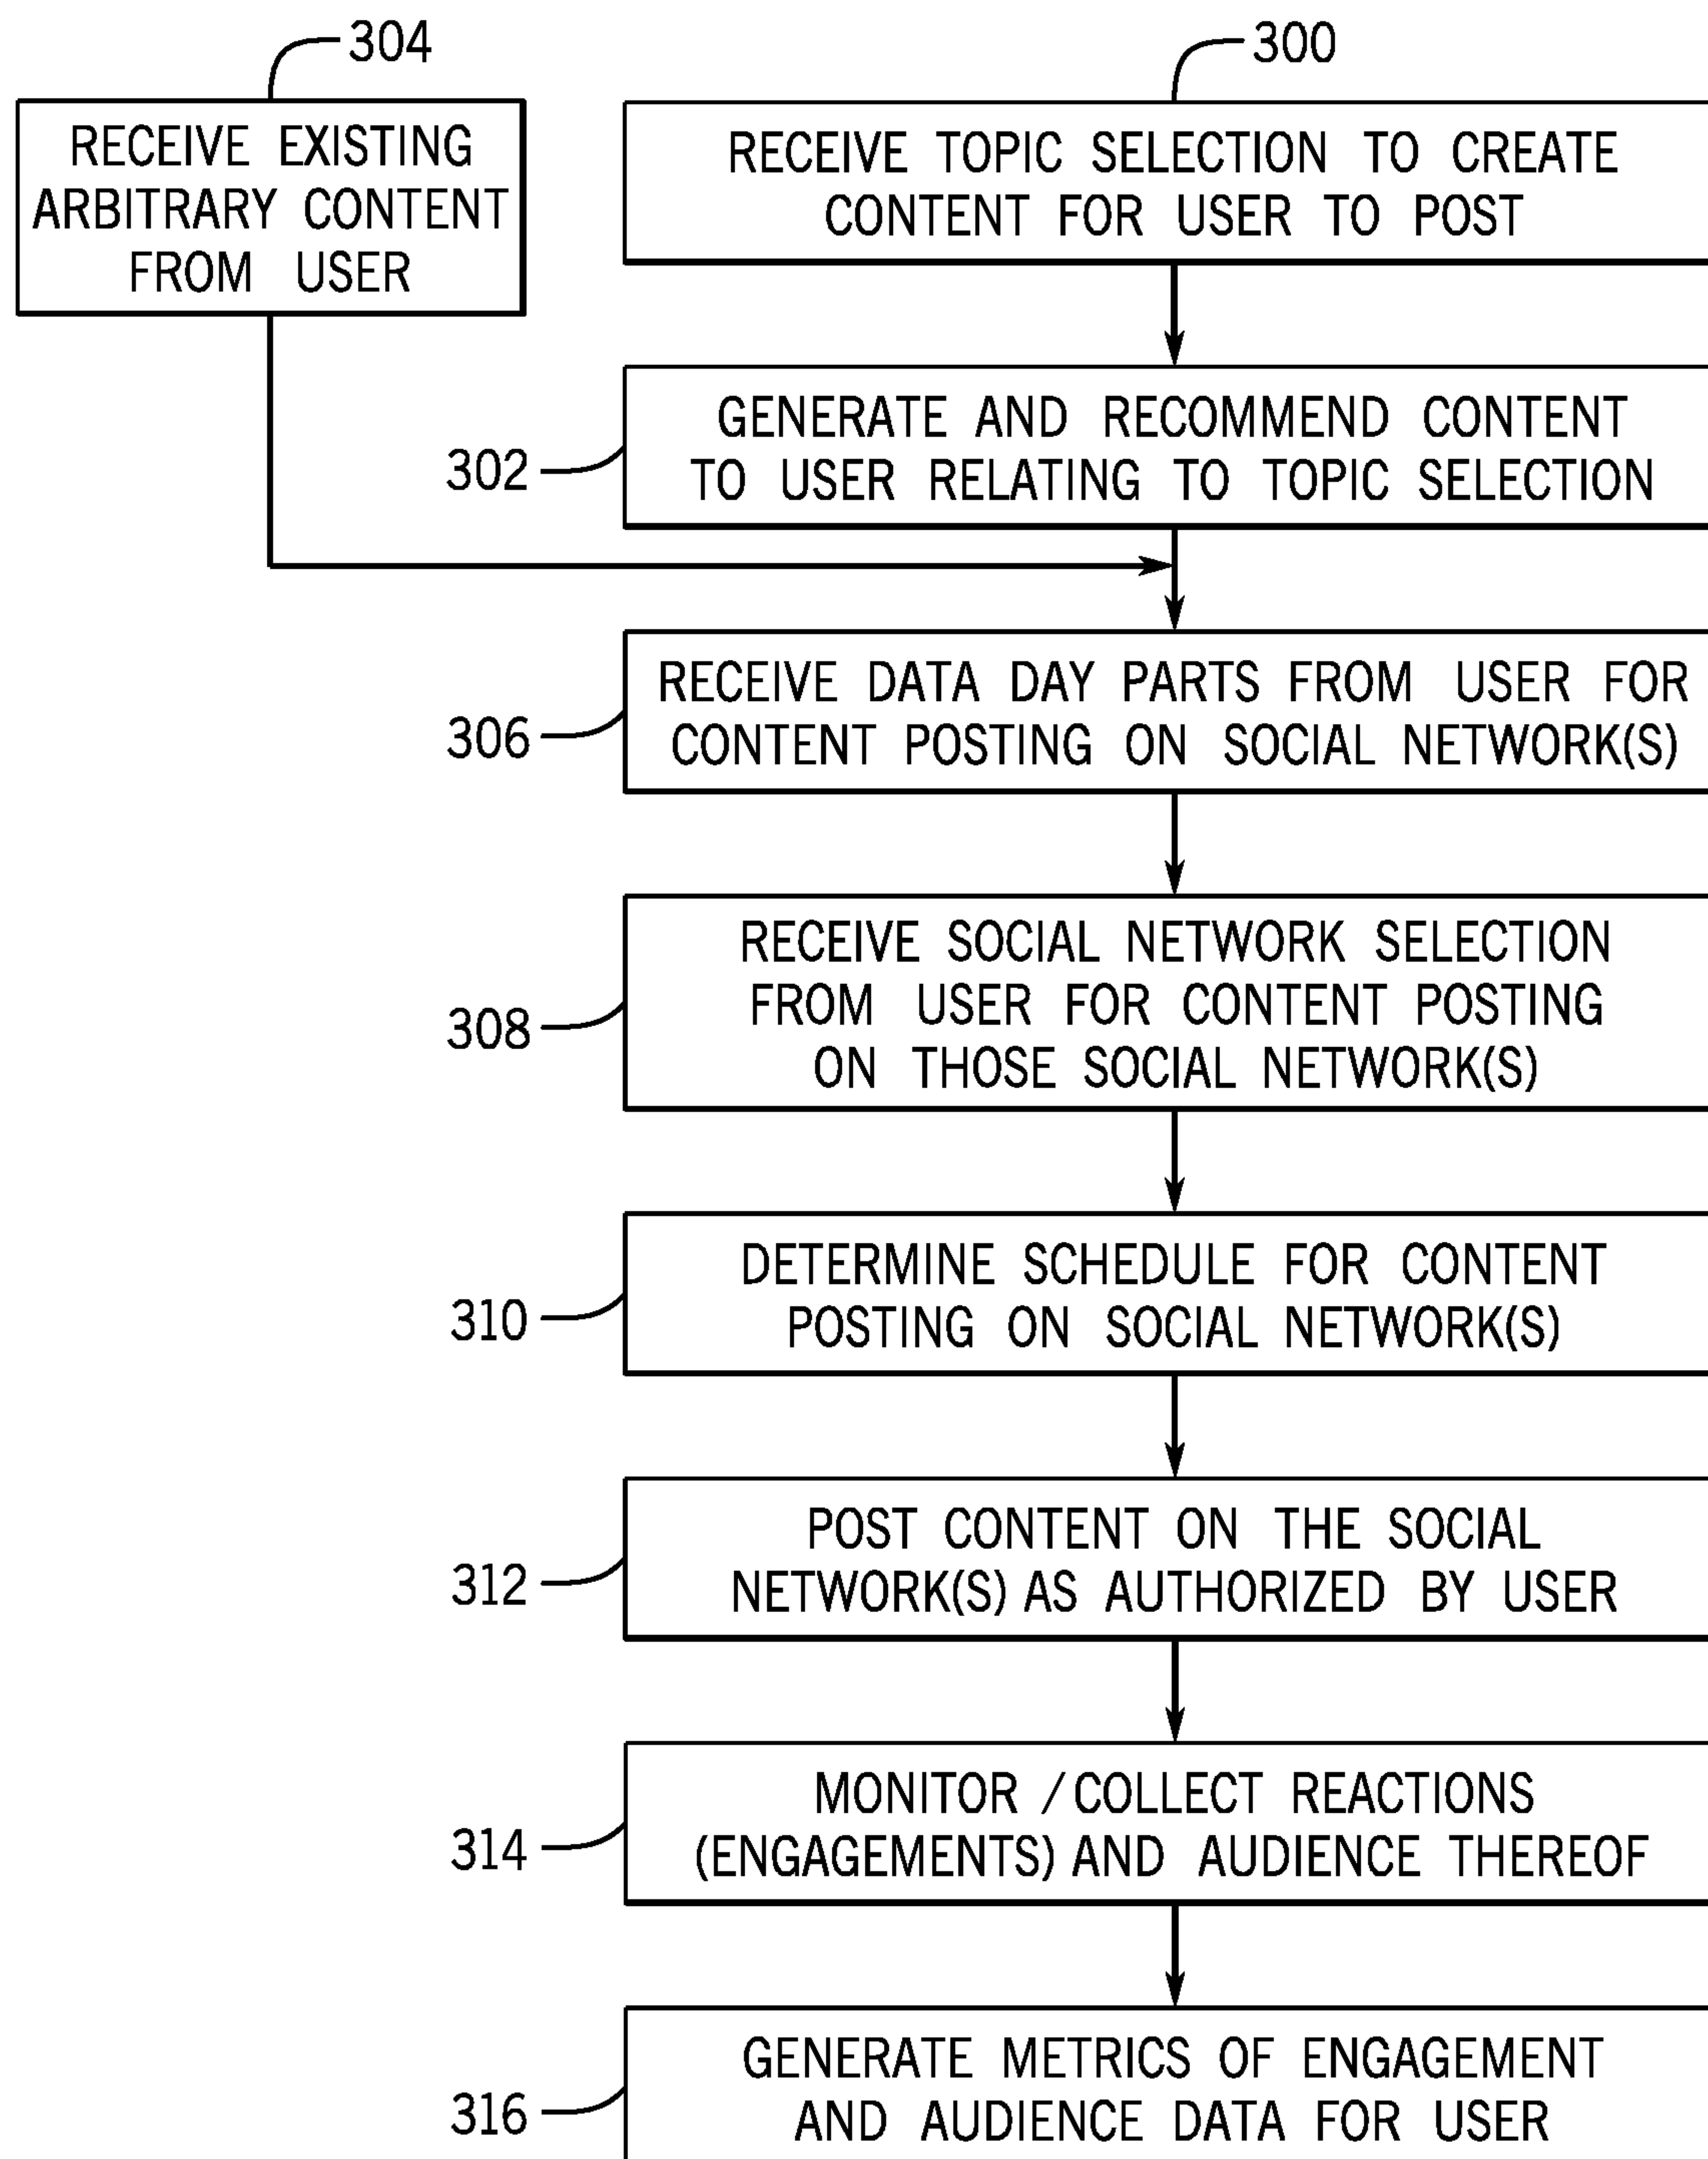 304
RECEIVE EXISTING
ARBITRARY CONTENT
FROM USER
300
RECEIVE TOPIC SELECTION TO CREATE
CONTENT FOR USER TO POST
302
GENERATE AND RECOMMEND CONTENT
TO USER RELATING TO TOPIC SELECTION
306
RECEIVE DATA DAY PARTS FROM USER FOR
CONTENT POSTING ON SOCIAL NETWORK(S)
308
RECEIVE SOCIAL NETWORK SELECTION
FROM USER FOR CONTENT POSTING
ON THOSE SOCIAL NETWORK(S)
310
DETERMINE SCHEDULE FOR CONTENT
POSTING ON SOCIAL NETWORK(S)
312
POST CONTENT ON THE SOCIAL
NETWORK(S) AS AUTHORIZED BY USER
314
MONITOR /COLLECT REACTIONS
(ENGAGEMENTS) AND AUDIENCE THEREOF
316
GENERATE METRICS OF ENGAGEMENT
AND AUDIENCE DATA FOR USER